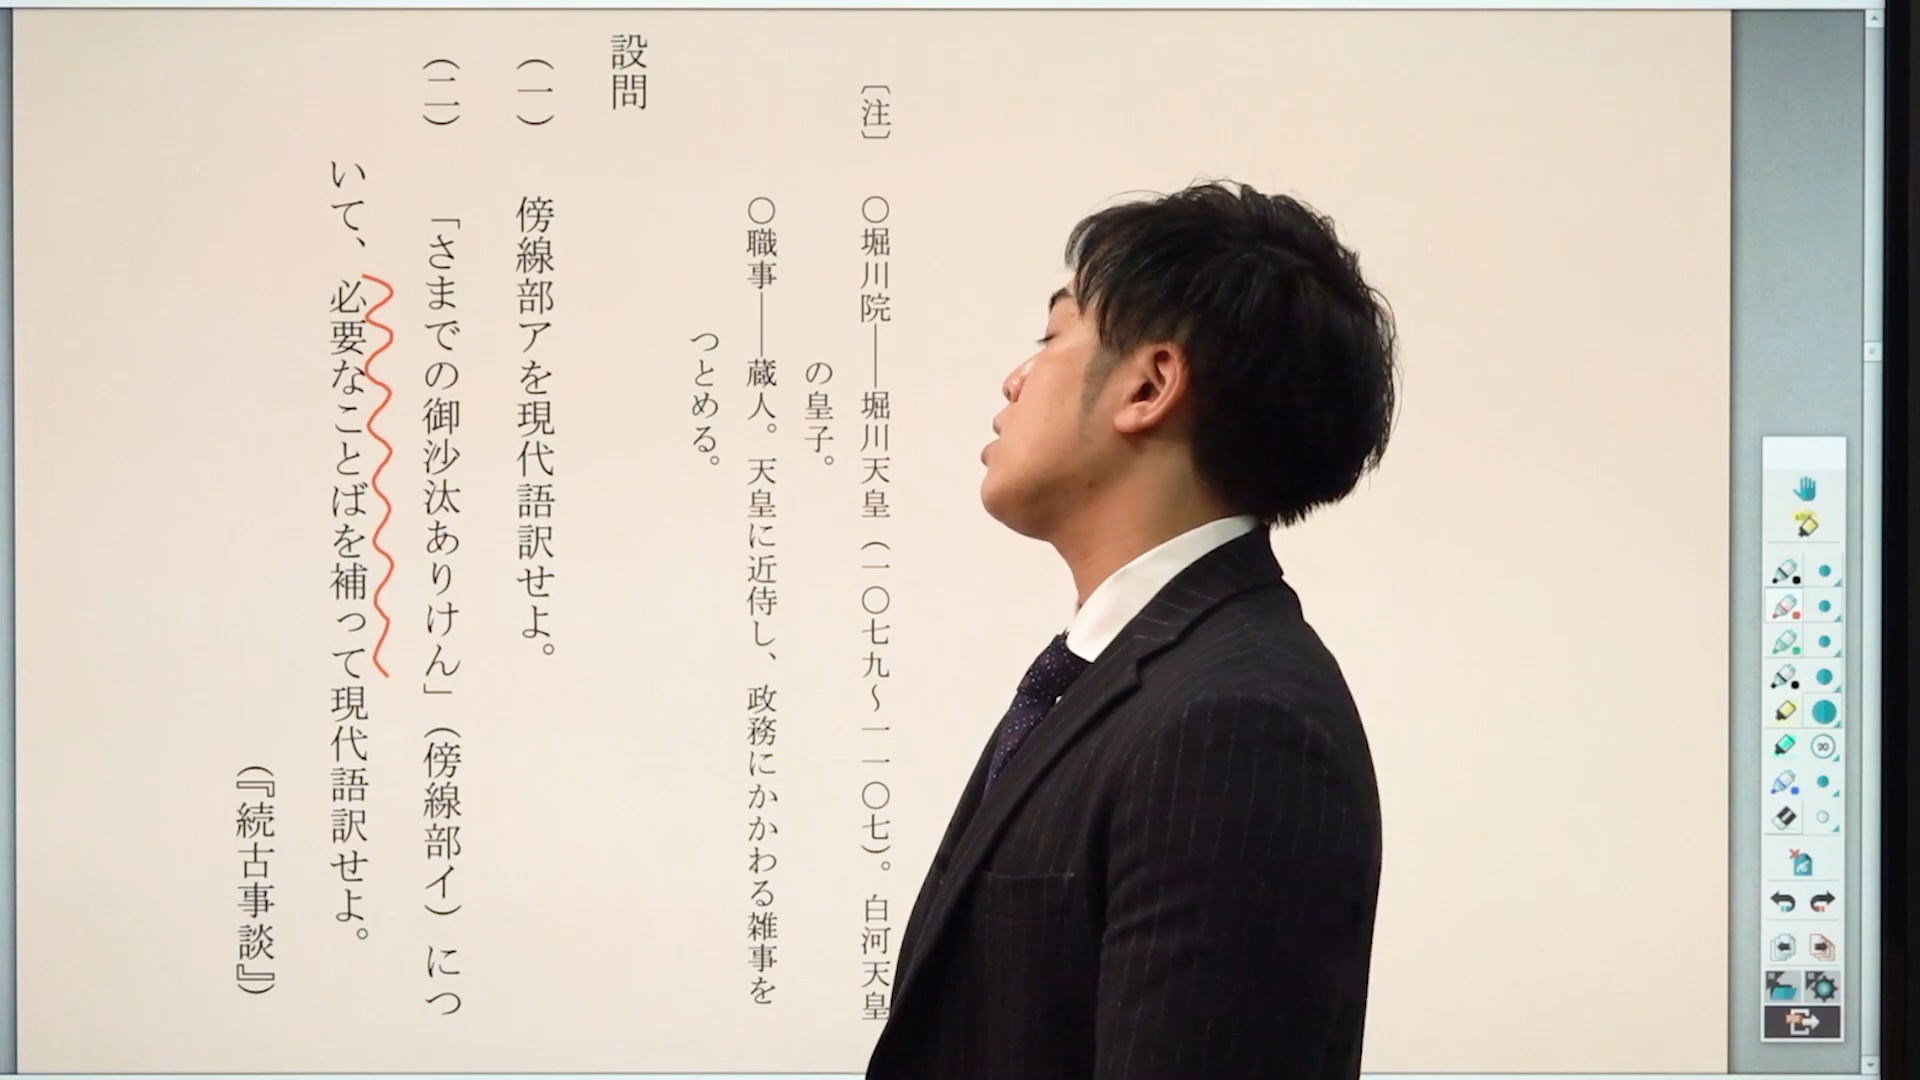 〔注〕 ○堀川院――堀川天皇（一〇七九～一一〇七）。白河天皇
の皇子。
○職事――蔵人。天皇に近侍し、政務にかかわる雑事を
つとめる。
設問
（一） 傍線部アを現代語訳せよ。
（二） 「さまでの御沙汰ありけん」（傍線部イ）につ
いて、必要なことばを補って現代語訳せよ。
（『続古事談』）
20